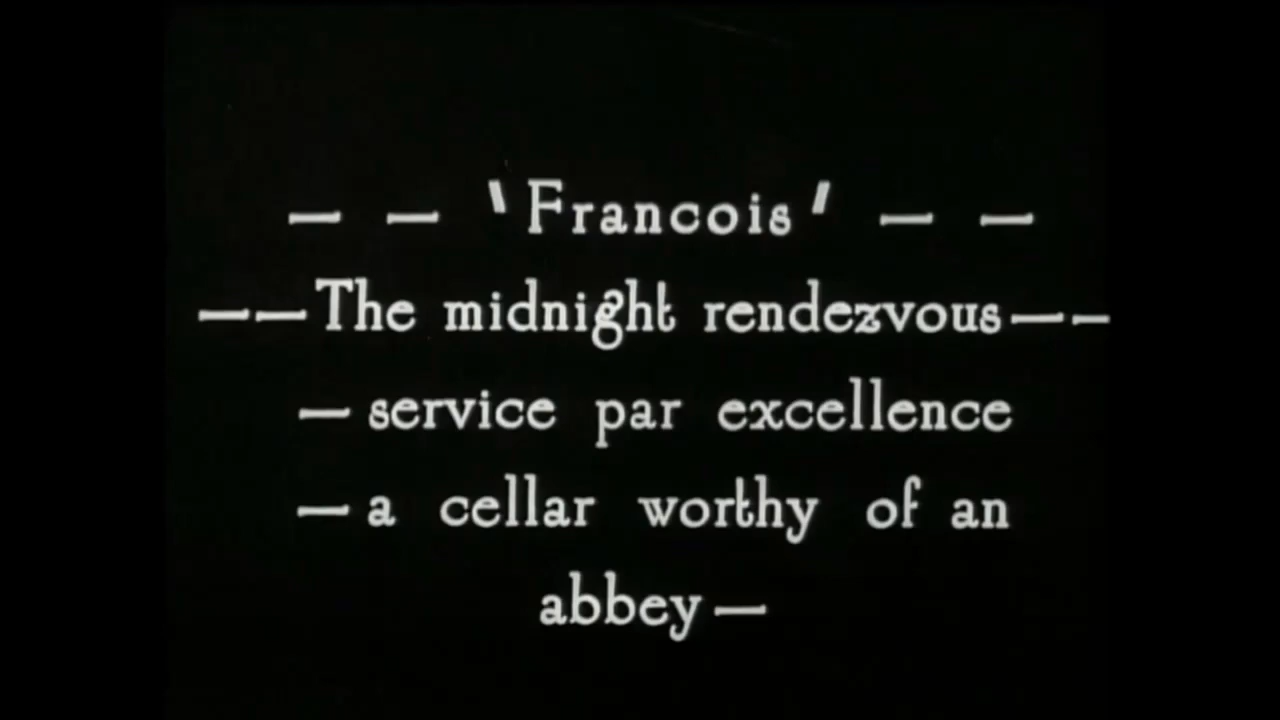 — — 'Francois' — —
——The midnight rendezvous——
—service par excellence
—a cellar worthy of an
abbey—